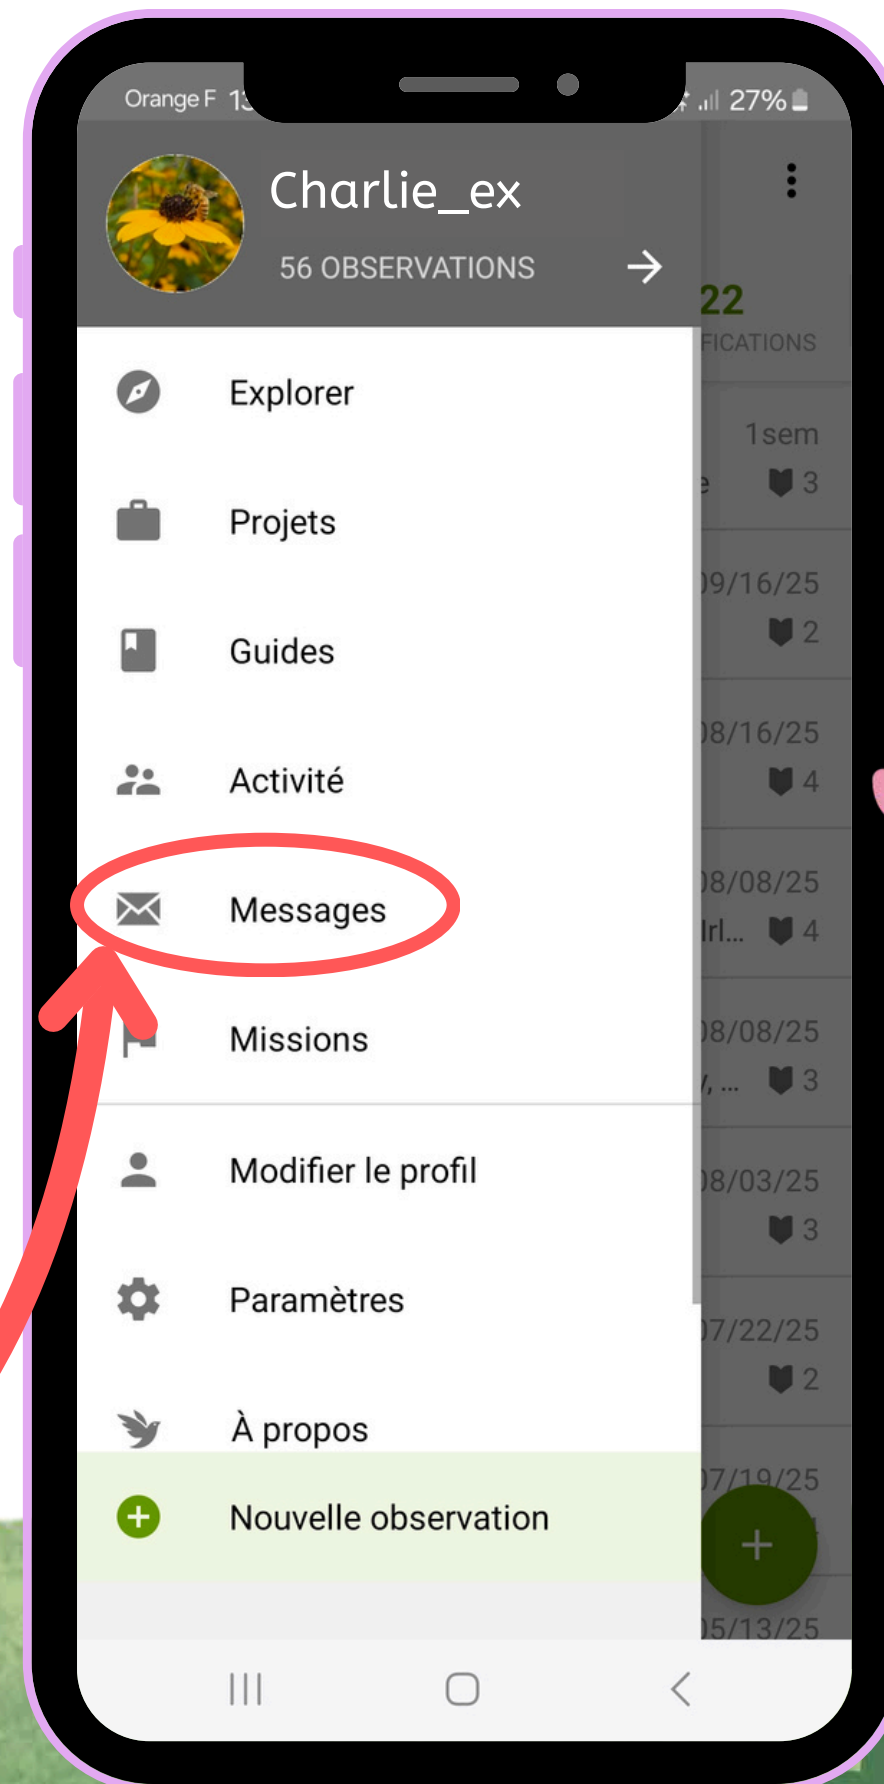 Orange F
27%
Charlie_ex
56 OBSERVATIONS
22
Explorer
1sem
3
Projets
09/16/25
2
Guides
08/16/25
Activité
4
08/08/25
Messages
Irl... 4
08/08/25
Missions
, ... 3
Modifier le profil
08/03/25
3
Paramètres
07/22/25
2
À propos
07/19/25
Nouvelle observation
05/13/25